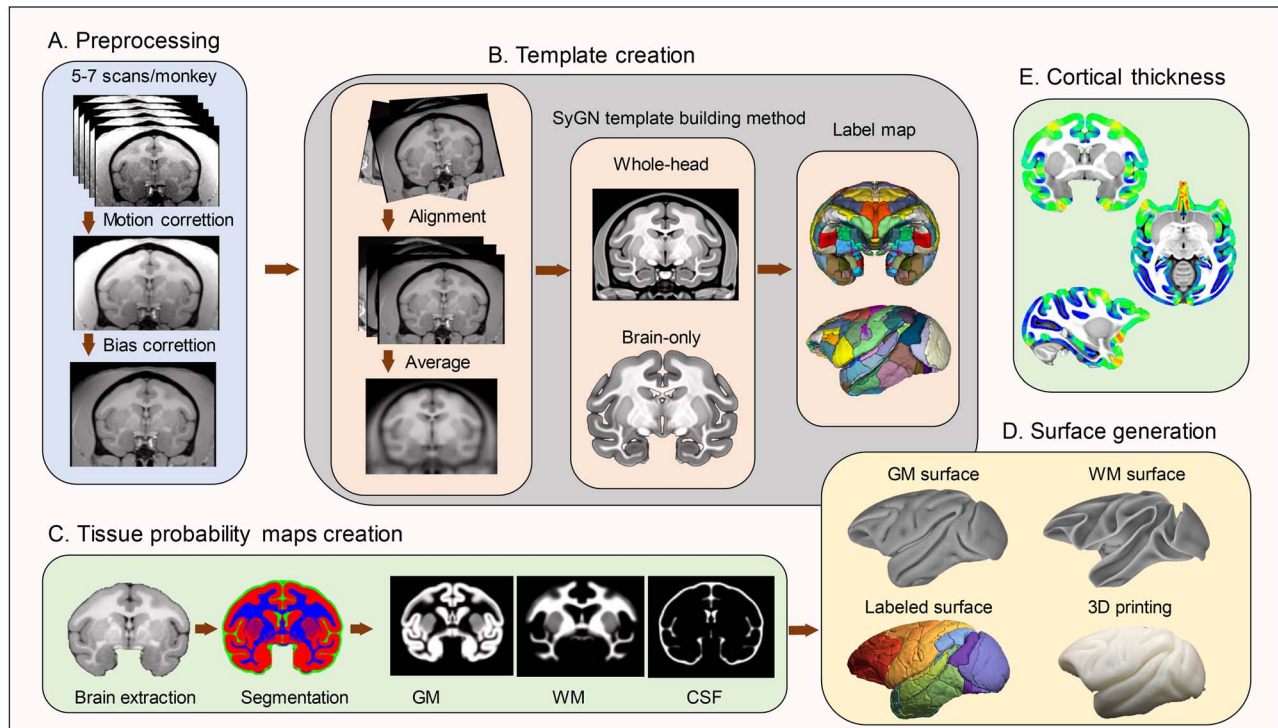 A. Preprocessing
5-7 scans/monkey
Motion correttion
Bias correttion
B. Template creation
Alignment
Average
SyGN template building method
Whole-head
Brain-only
Label map
E. Cortical thickness
C. Tissue probability maps creation
Brain extraction
Segmentation
GM
WM
CSF
D. Surface generation
GM surface
WM surface
Labeled surface
3D printing